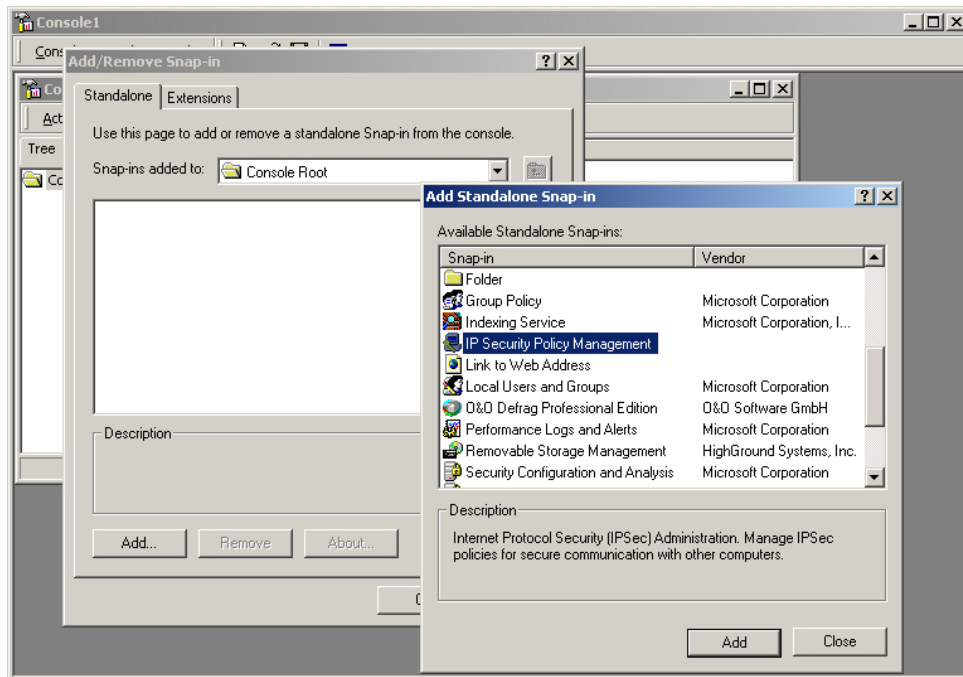 Console1
Add/Remove Snap-in
Standalone
Extensions
Use this page to add or remove a standalone Snap-in from the console.
Tree
Snap-ins added to:
Console Root
Add Standalone Snap-in
Available Standalone Snap-ins:
Snap-in Vendor
Folder
Group Policy Microsoft Corporation
Indexing Service Microsoft Corporation, I...
IP Security Policy Management
Link to Web Address
Local Users and Groups Microsoft Corporation
O&O Defrag Professional Edition O&O Software GmbH
Performance Logs and Alerts Microsoft Corporation
Removable Storage Management HighGround Systems, Inc.
Security Configuration and Analysis Microsoft Corporation
Description
Description
Internet Protocol Security (IPSec) Administration. Manage IPSec
policies for secure communication with other computers.
Add...
Remove
About...
Add
Close